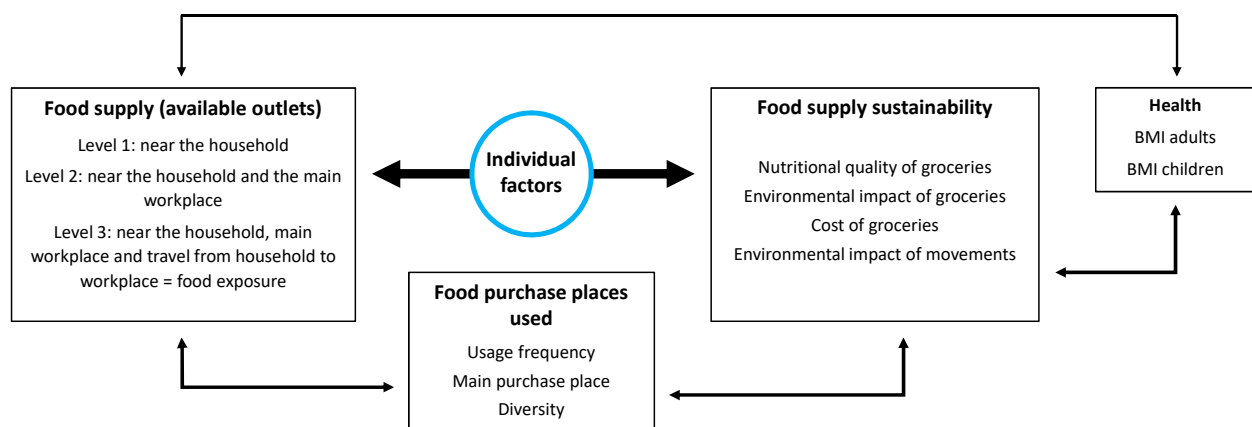 Food supply (available outlets)
Level 1: near the household
Level 2: near the household and the main
workplace
Level 3: near the household, main
workplace and travel from household to
workplace = food exposure
Individual
factors
Food supply sustainability
Nutritional quality of groceries
Environmental impact of groceries
Cost of groceries
Environmental impact of movements
Health
BMI adults
BMI children
Food purchase places
used
Usage frequency
Main purchase place
Diversity